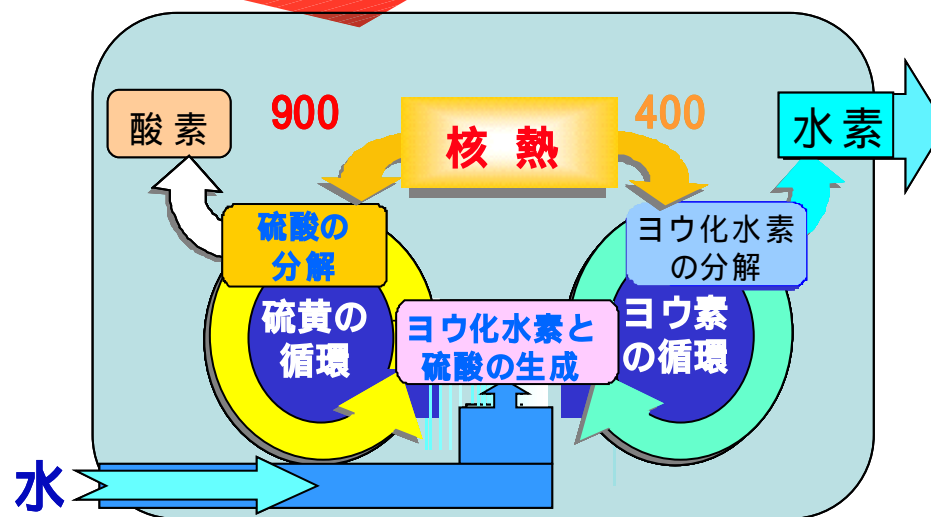 酸素
900
核熱
400
水素
硫酸の
分解
ヨウ化水素
の分解
硫黄の
循環
ヨウ化水素と
硫酸の生成
ヨウ素
の循環
水